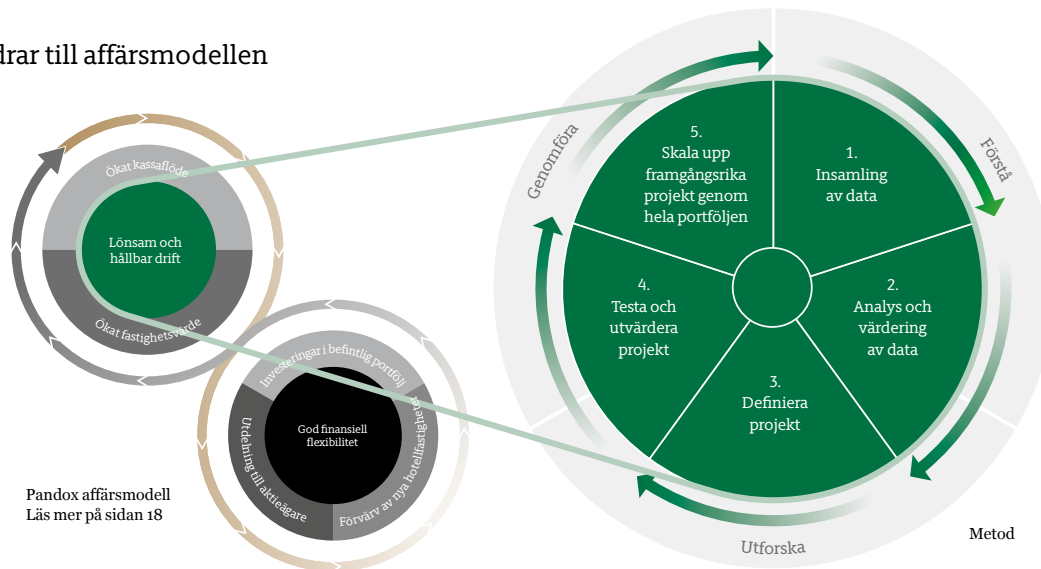 drar till affärsmodellen
Ökat kassaflöde
Lönsam och
hållbar drift
Ökat fastighetsvärde
Investeringar i befintlig portfölj
God finansiell
flexibilitet
Utdelning till aktieägare
Förvärv av nya hotellfastigheter
Pandox affärsmodell
Läs mer på sidan 18
Genomföra
Förstå
5.
Skala upp
framgångsrika
projekt genom
hela portföljen
1.
Insamling
av data
4.
Testa och
utvärdera
projekt
2.
Analys och
värdering
av data
3.
Definiera
projekt
Utforska
Metod